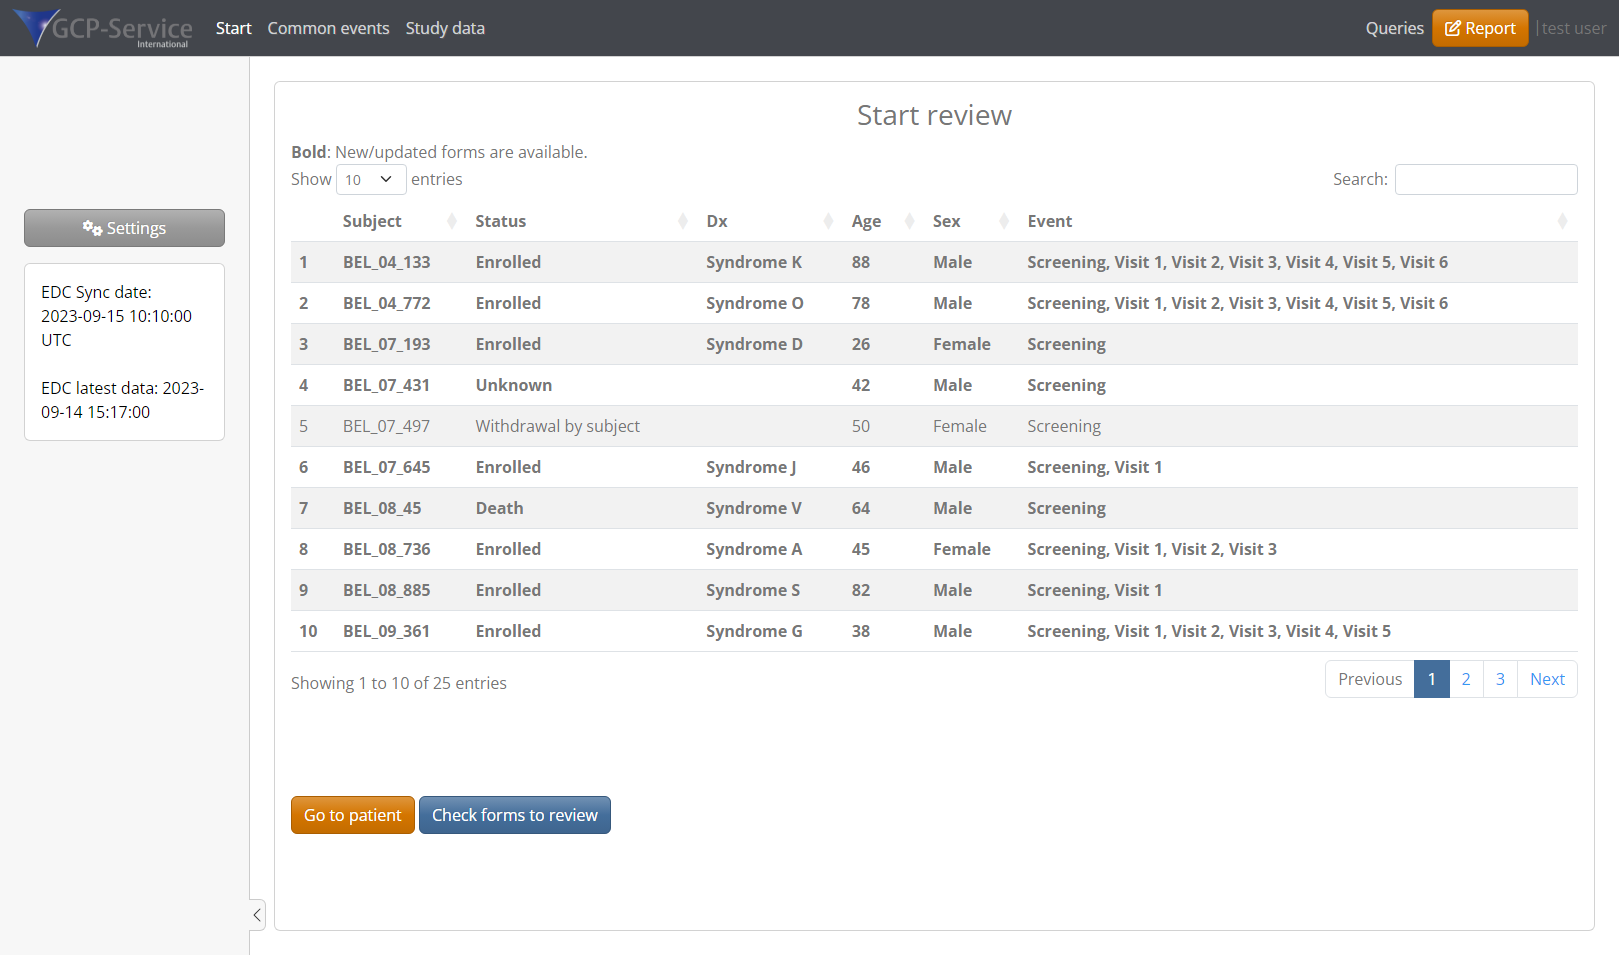 GCP-Service
International
Start Common events Study data
Queries Report | test user
Settings
EDC Sync date:
2023-09-15 10:10:00
UTC
EDC latest data: 2023-
09-14 15:17:00
Start review
Bold: New/updated forms are available.
Show 10 entries
Search:
Subject Status Dx Age Sex Event
1 BEL_04_133 Enrolled Syndrome K 88 Male Screening, Visit 1, Visit 2, Visit 3, Visit 4, Visit 5, Visit 6
2 BEL_04_772 Enrolled Syndrome O 78 Male Screening, Visit 1, Visit 2, Visit 3, Visit 4, Visit 5, Visit 6
3 BEL_07_193 Enrolled Syndrome D 26 Female Screening
4 BEL_07_431 Unknown 42 Male Screening
5 BEL_07_497 Withdrawal by subject 50 Female Screening
6 BEL_07_645 Enrolled Syndrome J 46 Male Screening, Visit 1
7 BEL_08_45 Death Syndrome V 64 Male Screening
8 BEL_08_736 Enrolled Syndrome A 45 Female Screening, Visit 1, Visit 2, Visit 3
9 BEL_08_885 Enrolled Syndrome S 82 Male Screening, Visit 1
10 BEL_09_361 Enrolled Syndrome G 38 Male Screening, Visit 1, Visit 2, Visit 3, Visit 4, Visit 5
Showing 1 to 10 of 25 entries
Previous 1 2 3 Next
Go to patient Check forms to review